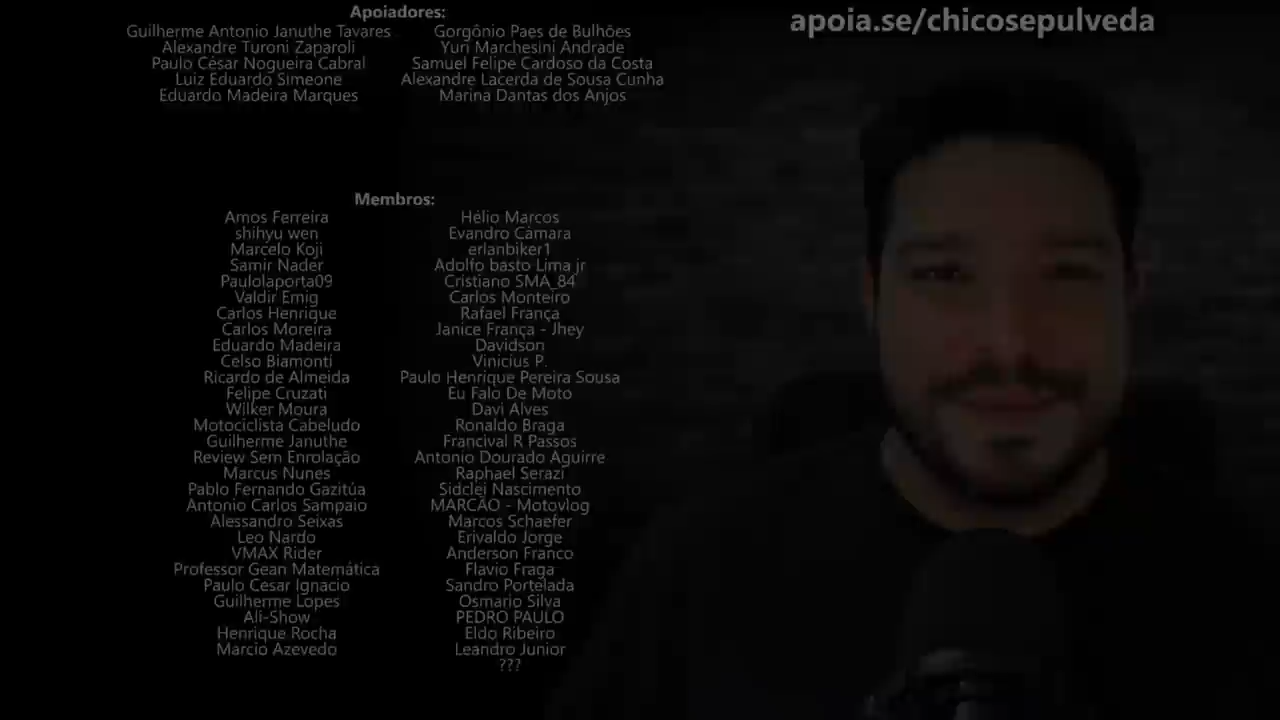 apoia.se/chicosepulveda
Apoiadores:
Guilherme Antonio Januthe Tavares
Alexandre Turoni Zaparoli
Paulo César Nogueira Cabral
Luiz Eduardo Simeone
Eduardo Madeira Marques
Gorgônio Paes de Bulhões
Yuri Marchesini Andrade
Samuel Felipe Cardoso da Costa
Alexandre Lacerda de Sousa Cunha
Marina Dantas dos Anjos
Membros:
Amos Ferreira
shihyu wen
Marcelo Koji
Samir Nader
Paulolaporta09
Valdir Emig
Carlos Henrique
Carlos Moreira
Eduardo Madeira
Celso Biamonti
Ricardo de Almeida
Felipe Cruzati
Wilker Moura
Motociclista Cabeludo
Guilherme Januthe
Review Sem Enrolação
Marcus Nunes
Pablo Fernando Gazitúa
Antonio Carlos Sampaio
Alessandro Seixas
Leo Nardo
VMAX Rider
Professor Gean Matemática
Paulo Cesar Ignacio
Guilherme Lopes
Ali-Show
Henrique Rocha
Marcio Azevedo
Hélio Marcos
Evandro Câmara
erlanbiker1
Adolfo basto Lima jr
Cristiano SMA_84
Carlos Monteiro
Rafael França
Janice França - Jhey
Davidson
Vinicius P.
Paulo Henrique Pereira Sousa
Eu Falo De Moto
Davi Alves
Ronaldo Braga
Francival R Passos
Antonio Dourado Aguirre
Raphael Serazi
Sidclei Nascimento
MARCÃO - Motovlog
Marcos Schaefer
Erivaldo Jorge
Anderson Franco
Flavio Fraga
Sandro Portelada
Osmario Silva
PEDRO PAULO
Eldo Ribeiro
Leandro Junior
???